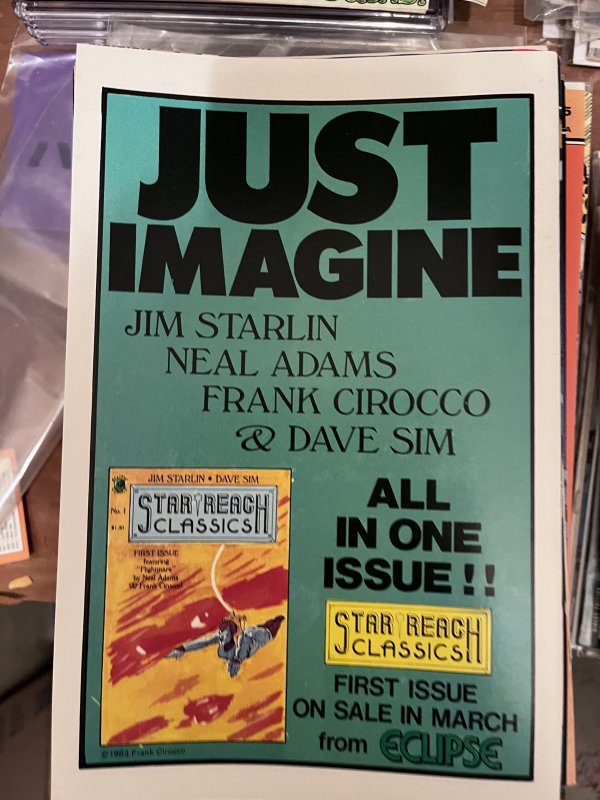 JUST
IMAGINE
JIM STARLIN
NEAL ADAMS
FRANK CIROCCO
& DAVE SIM
JIM STARLIN • DAVE SIM
No. 1
$1.50
STAR REACH
CLASSICS
FIRST ISSUE
featuring
"Flightmare"
by Neal Adams
& Frank Cirocco!
ALL
IN ONE
ISSUE!!
STAR REACH
CLASSICS
FIRST ISSUE
ON SALE IN MARCH
from ECLIPSE
© 1983 Frank Cirocco